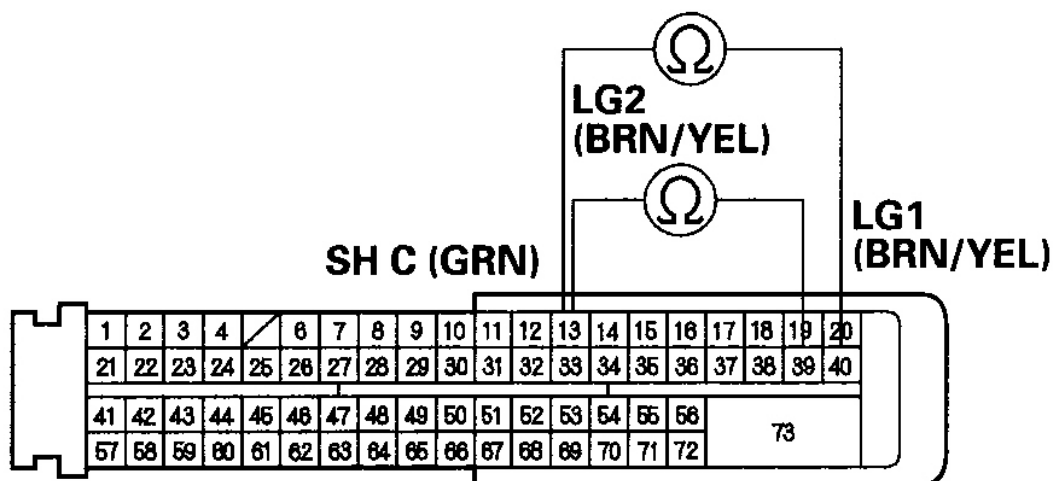 Ω
LG2
(BRN/YEL)
Ω
LG1
(BRN/YEL)
SH C (GRN)
1 2 3 4 6 7 8 9 10 11 12 13 14 15 16 17 18 19 20
21 22 23 24 25 26 27 28 29 30 31 32 33 34 35 36 37 38 39 40
41 42 43 44 45 46 47 48 49 50 51 52 53 54 55 56
73
57 58 59 60 61 62 63 64 65 66 67 68 69 70 71 72